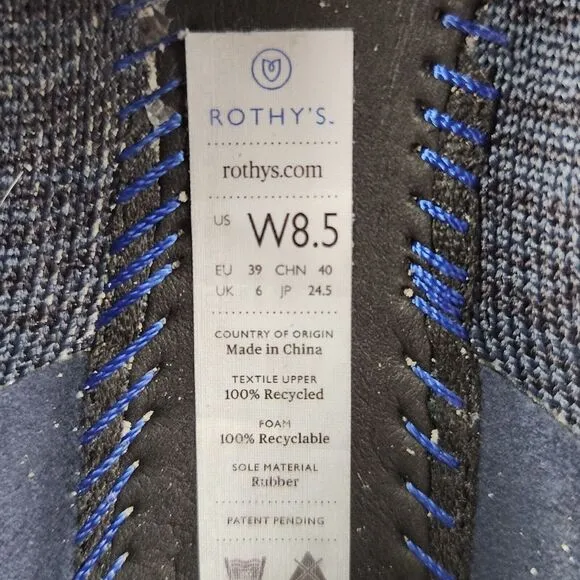 ROTHY'S™
rothys.com
US W8.5
EU 39 CHN 40
UK 6 JP 24.5
COUNTRY OF ORIGIN
Made in China
TEXTILE UPPER
100% Recycled
FOAM
100% Recyclable
SOLE MATERIAL
Rubber
PATENT PENDING